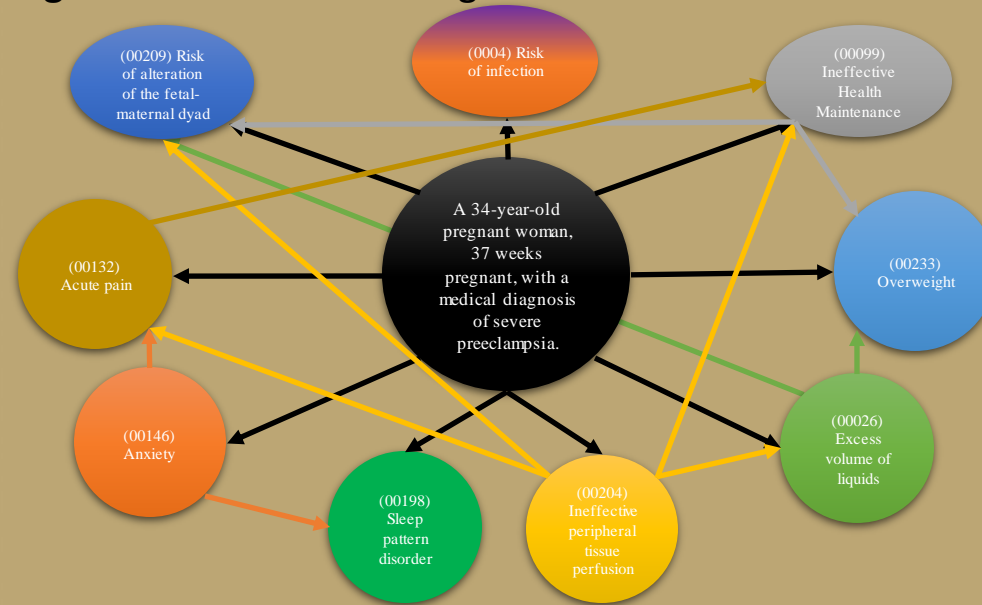 (00209) Risk
of alteration
of the fetal-
maternal dyad
(0004) Risk
of infection
(00099)
Ineffective
Health
Maintenance
A 34-year-old
pregnant woman,
37 weeks
pregnant, with a
medical diagnosis
of severe
preeclampsia.
(00132)
Acute pain
(00233)
Overweight
(00146)
Anxiety
(00026)
Excess
volume of
liquids
(00198)
Sleep
pattern
disorder
(00204)
Ineffective
peripheral
tissue
perfusion